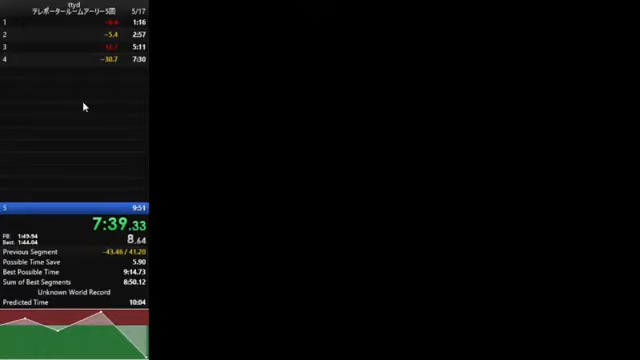 ttyd
テレポータールームアーリー5回 5/17
1 1:16
2 −5.4 2:57
3 5:11
4 −30.7 7:30
5 9:51
7:39.33
PB: 1:49.94
Best: 1:44.04
8.64
Previous Segment −43.46 / 41.20
Possible Time Save 5.90
Best Possible Time 9:14.73
Sum of Best Segments 8:50.12
Unknown World Record
Predicted Time 10:04